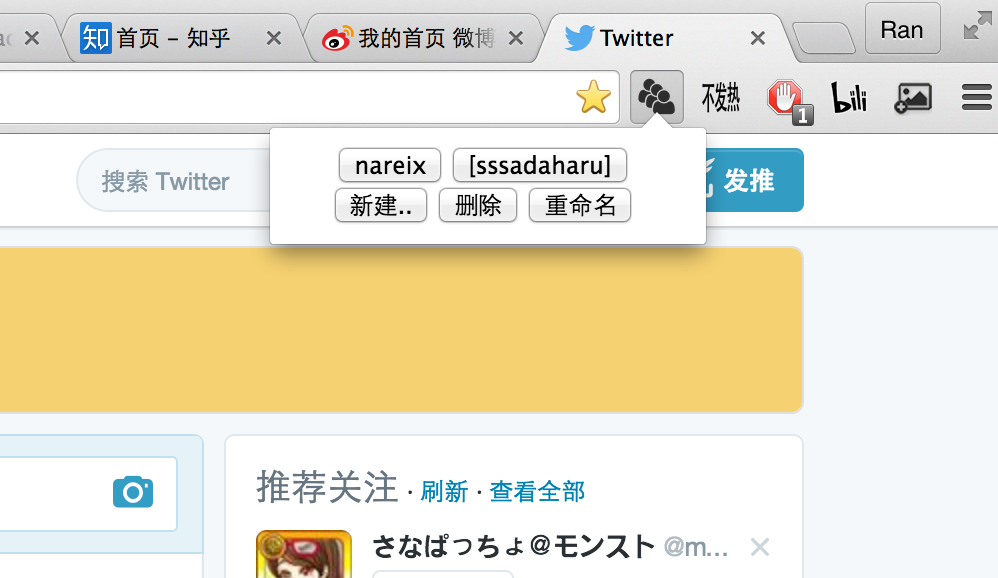 知 首页 - 知乎
我的首页 微博
Twitter
Ran
不发热
1
bili
nareix [sssadaharu]
新建.. 删除 重命名
搜索 Twitter
发推
推荐关注 · 刷新 · 查看全部
さなぱっちょ@モンスト @m...